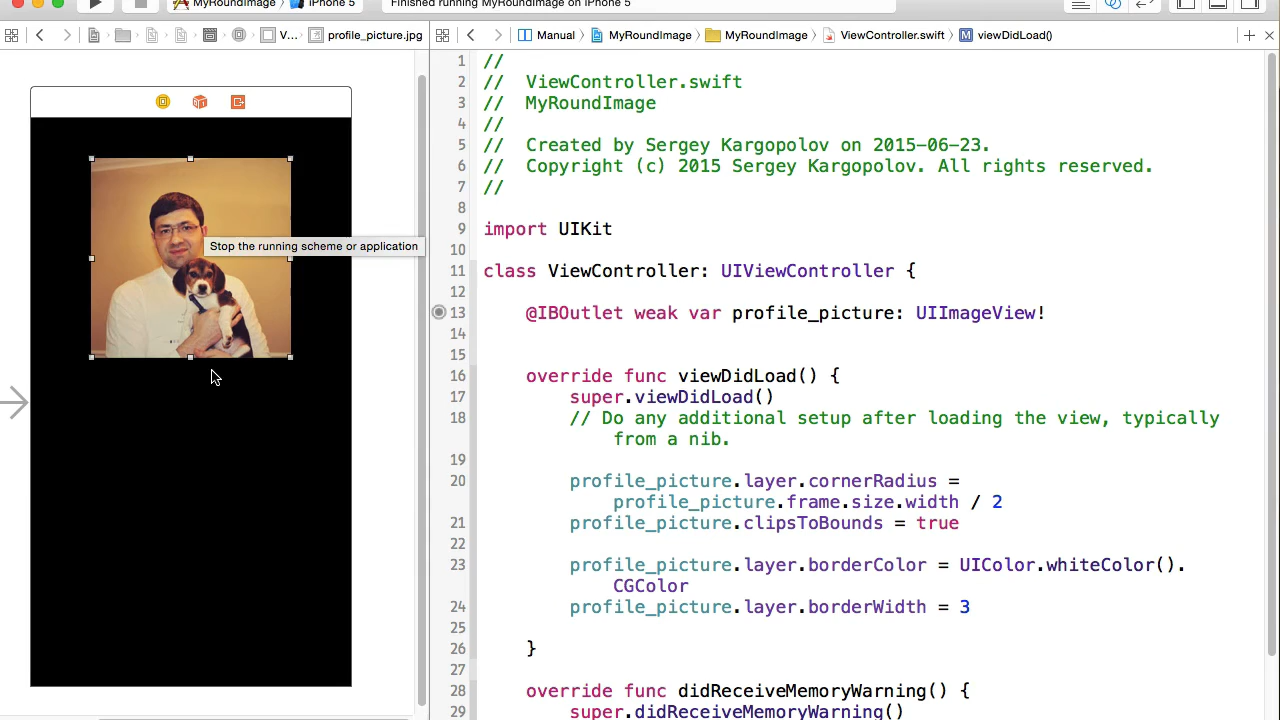 MyRoundImage
iPhone 5
Finished running MyRoundImage on iPhone 5
V...
profile_picture.jpg
Manual
MyRoundImage
MyRoundImage
ViewController.swift
M
viewDidLoad()
1 //
2 //  ViewController.swift
3 //  MyRoundImage
4 //
5 //  Created by Sergey Kargopolov on 2015-06-23.
6 //  Copyright (c) 2015 Sergey Kargopolov. All rights reserved.
7 //
8
9 import UIKit
10
11 class ViewController: UIViewController {
12
13 @IBOutlet weak var profile_picture: UIImageView!
14
15
16 override func viewDidLoad() {
17 super.viewDidLoad()
18 // Do any additional setup after loading the view, typically
from a nib.
19
20 profile_picture.layer.cornerRadius =
profile_picture.frame.size.width / 2
21 profile_picture.clipsToBounds = true
22
23 profile_picture.layer.borderColor = UIColor.whiteColor().
CGColor
24 profile_picture.layer.borderWidth = 3
25
26 }
27
28 override func didReceiveMemoryWarning() {
29 super.didReceiveMemoryWarning()
Stop the running scheme or application